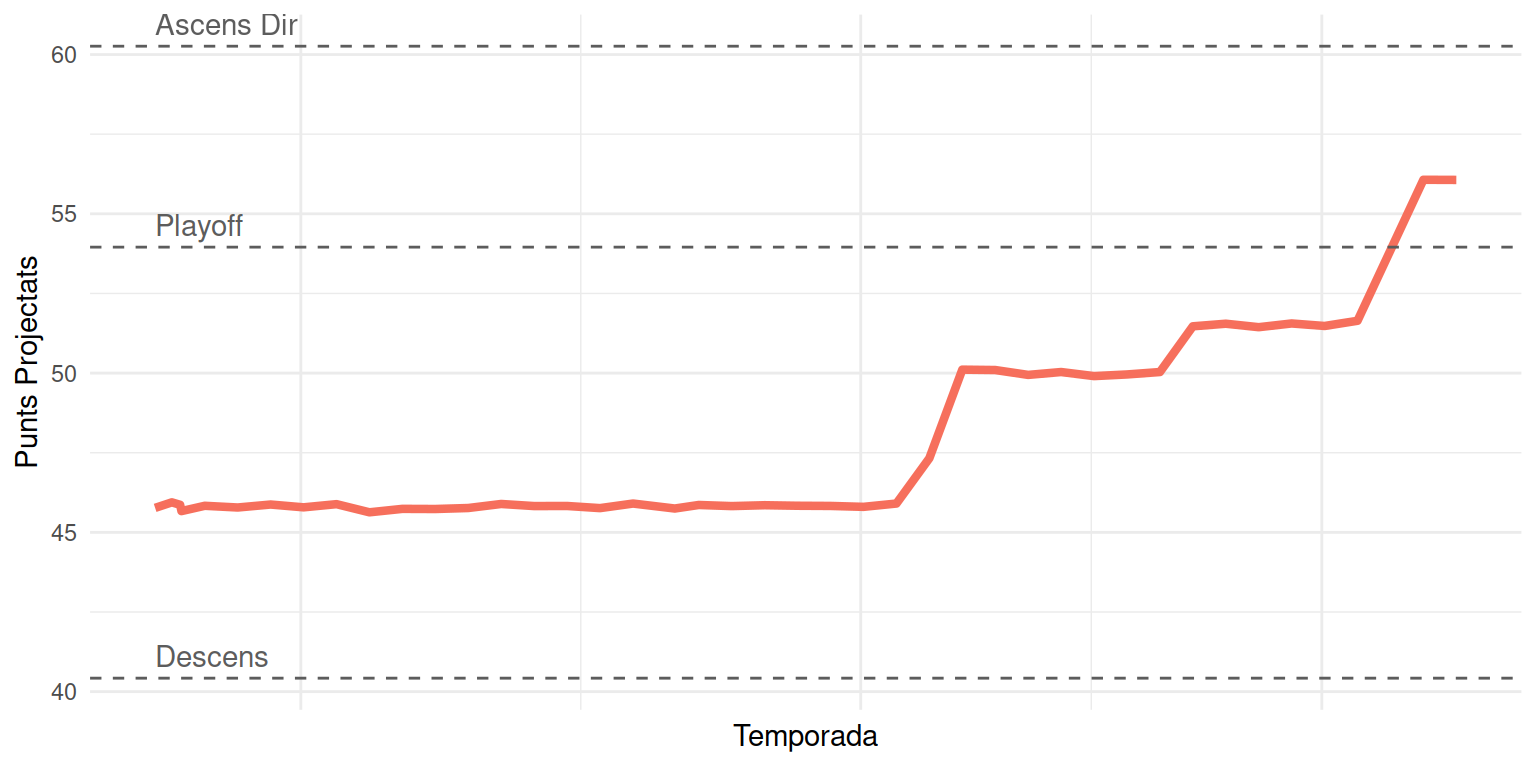 Ascens Dir
60
55
Playoff
Punts Projectats
50
45
Descens
40
Temporada